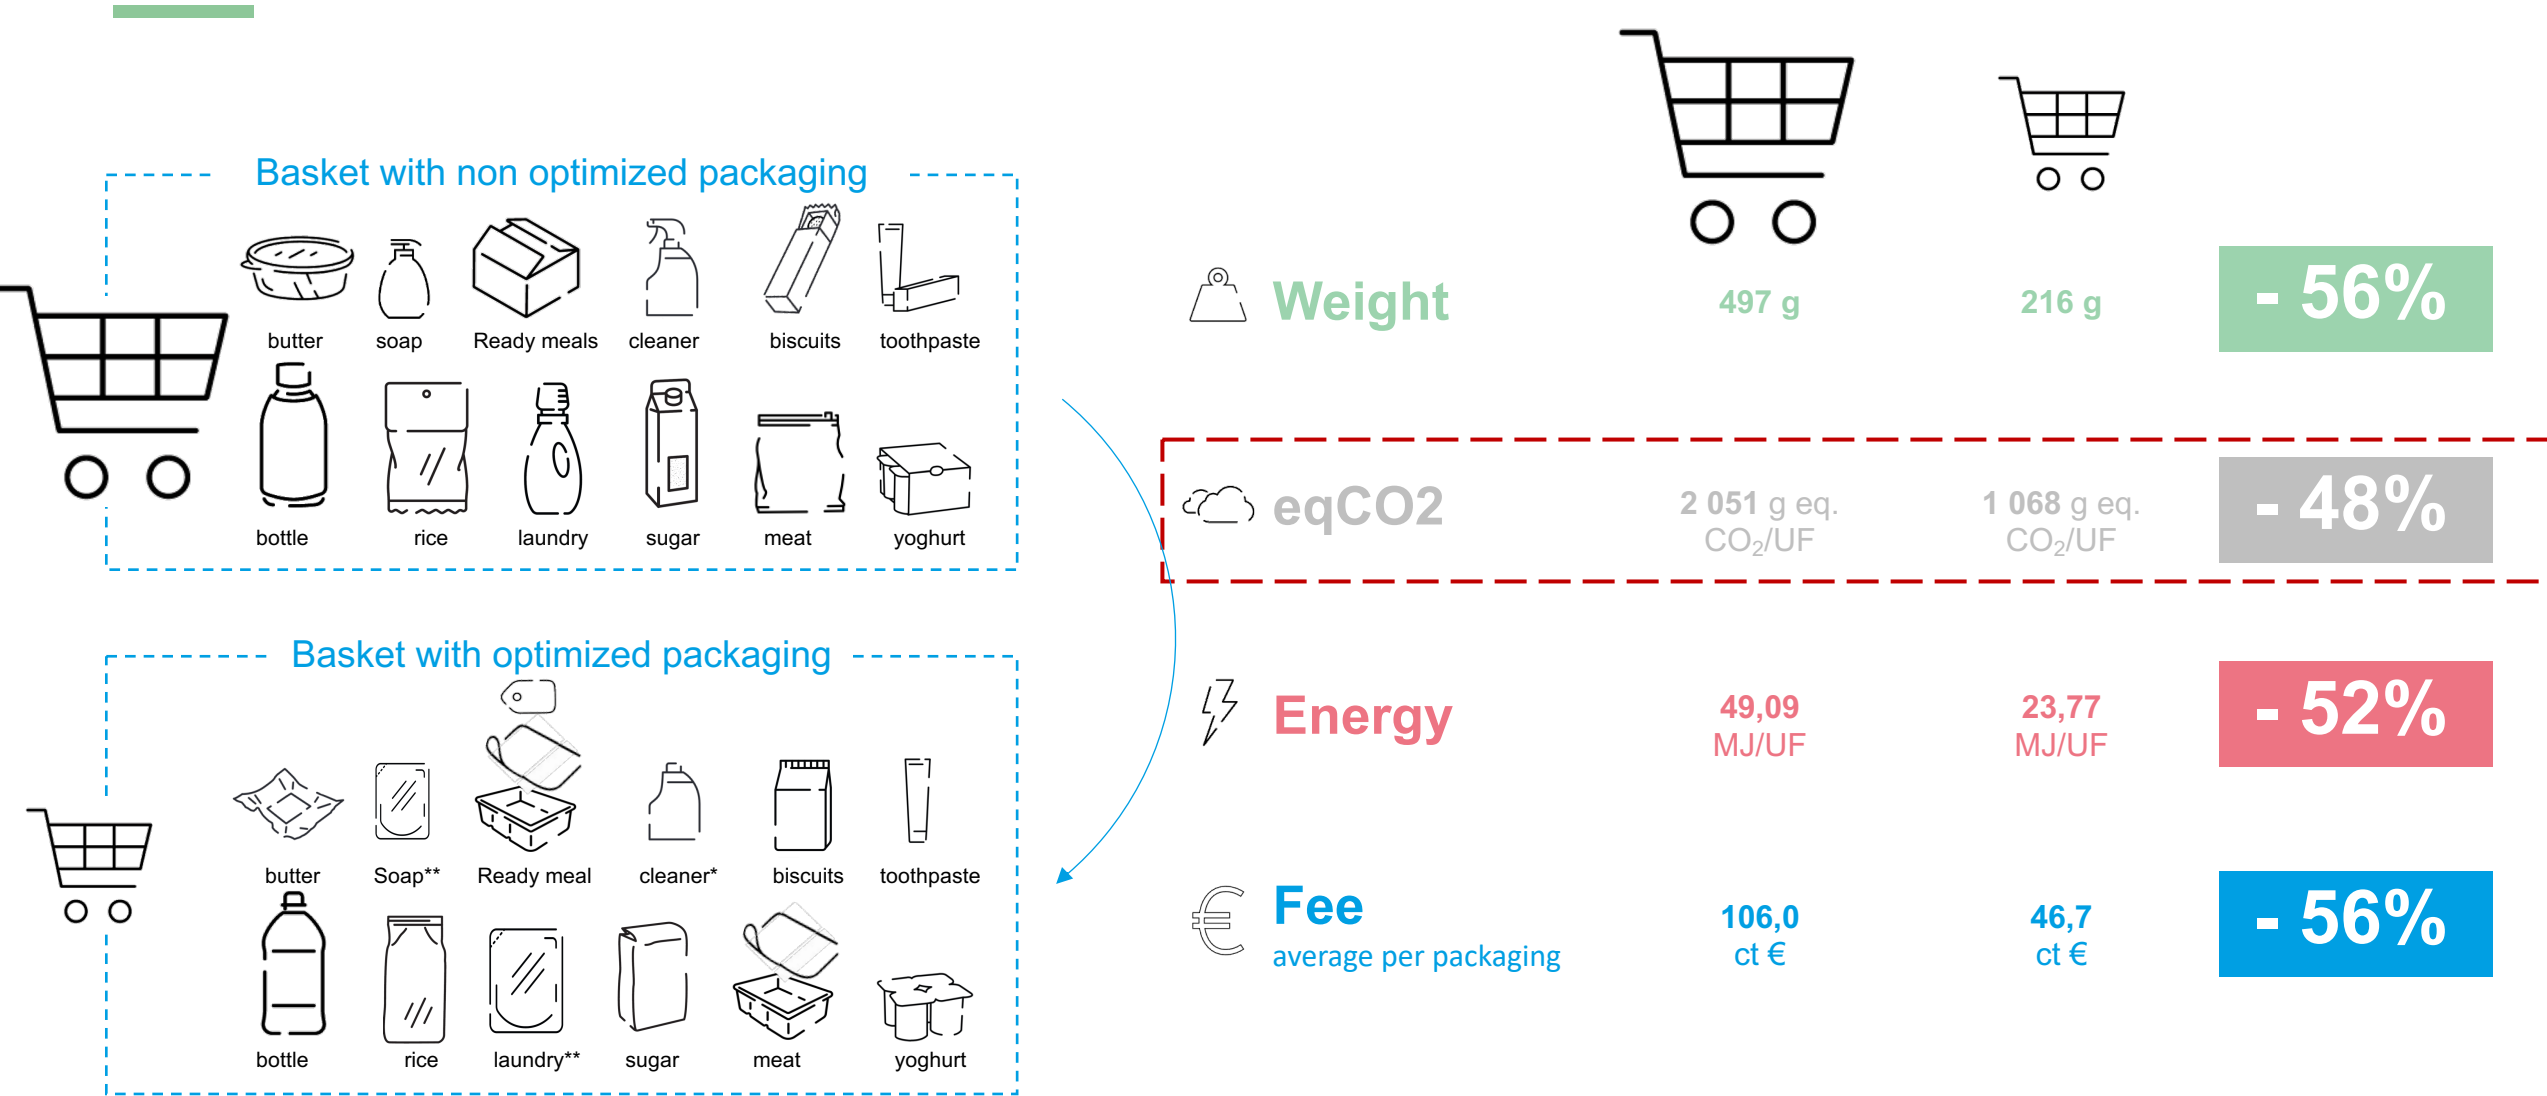 Basket with non optimized packaging
butter soap Ready meals cleaner biscuits toothpaste
bottle rice laundry sugar meat yoghurt
Basket with optimized packaging
butter Soap** Ready meal cleaner* biscuits toothpaste
bottle rice laundry** sugar meat yoghurt
Weight 497 g 216 g - 56%
eqCO2 2 051 g eq. CO₂/UF 1 068 g eq. CO₂/UF - 48%
Energy 49,09 MJ/UF 23,77 MJ/UF - 52%
€ Fee average per packaging 106,0 ct € 46,7 ct € - 56%